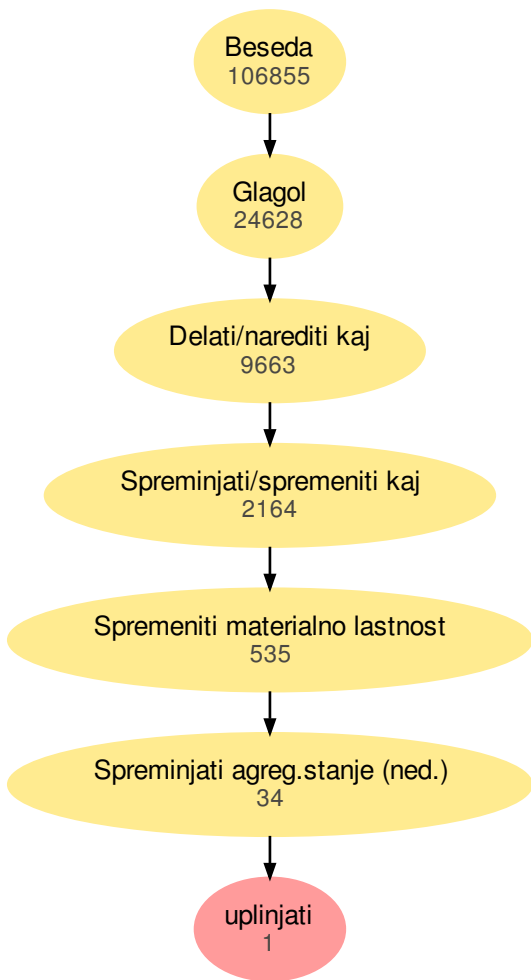 Beseda
106855
Glagol
24628
Delati/narediti kaj
9663
Spreminjati/spremeniti kaj
2164
Spremeniti materialno lastnost
535
Spreminjati agreg.stanje (ned.)
34
uplinjati
1